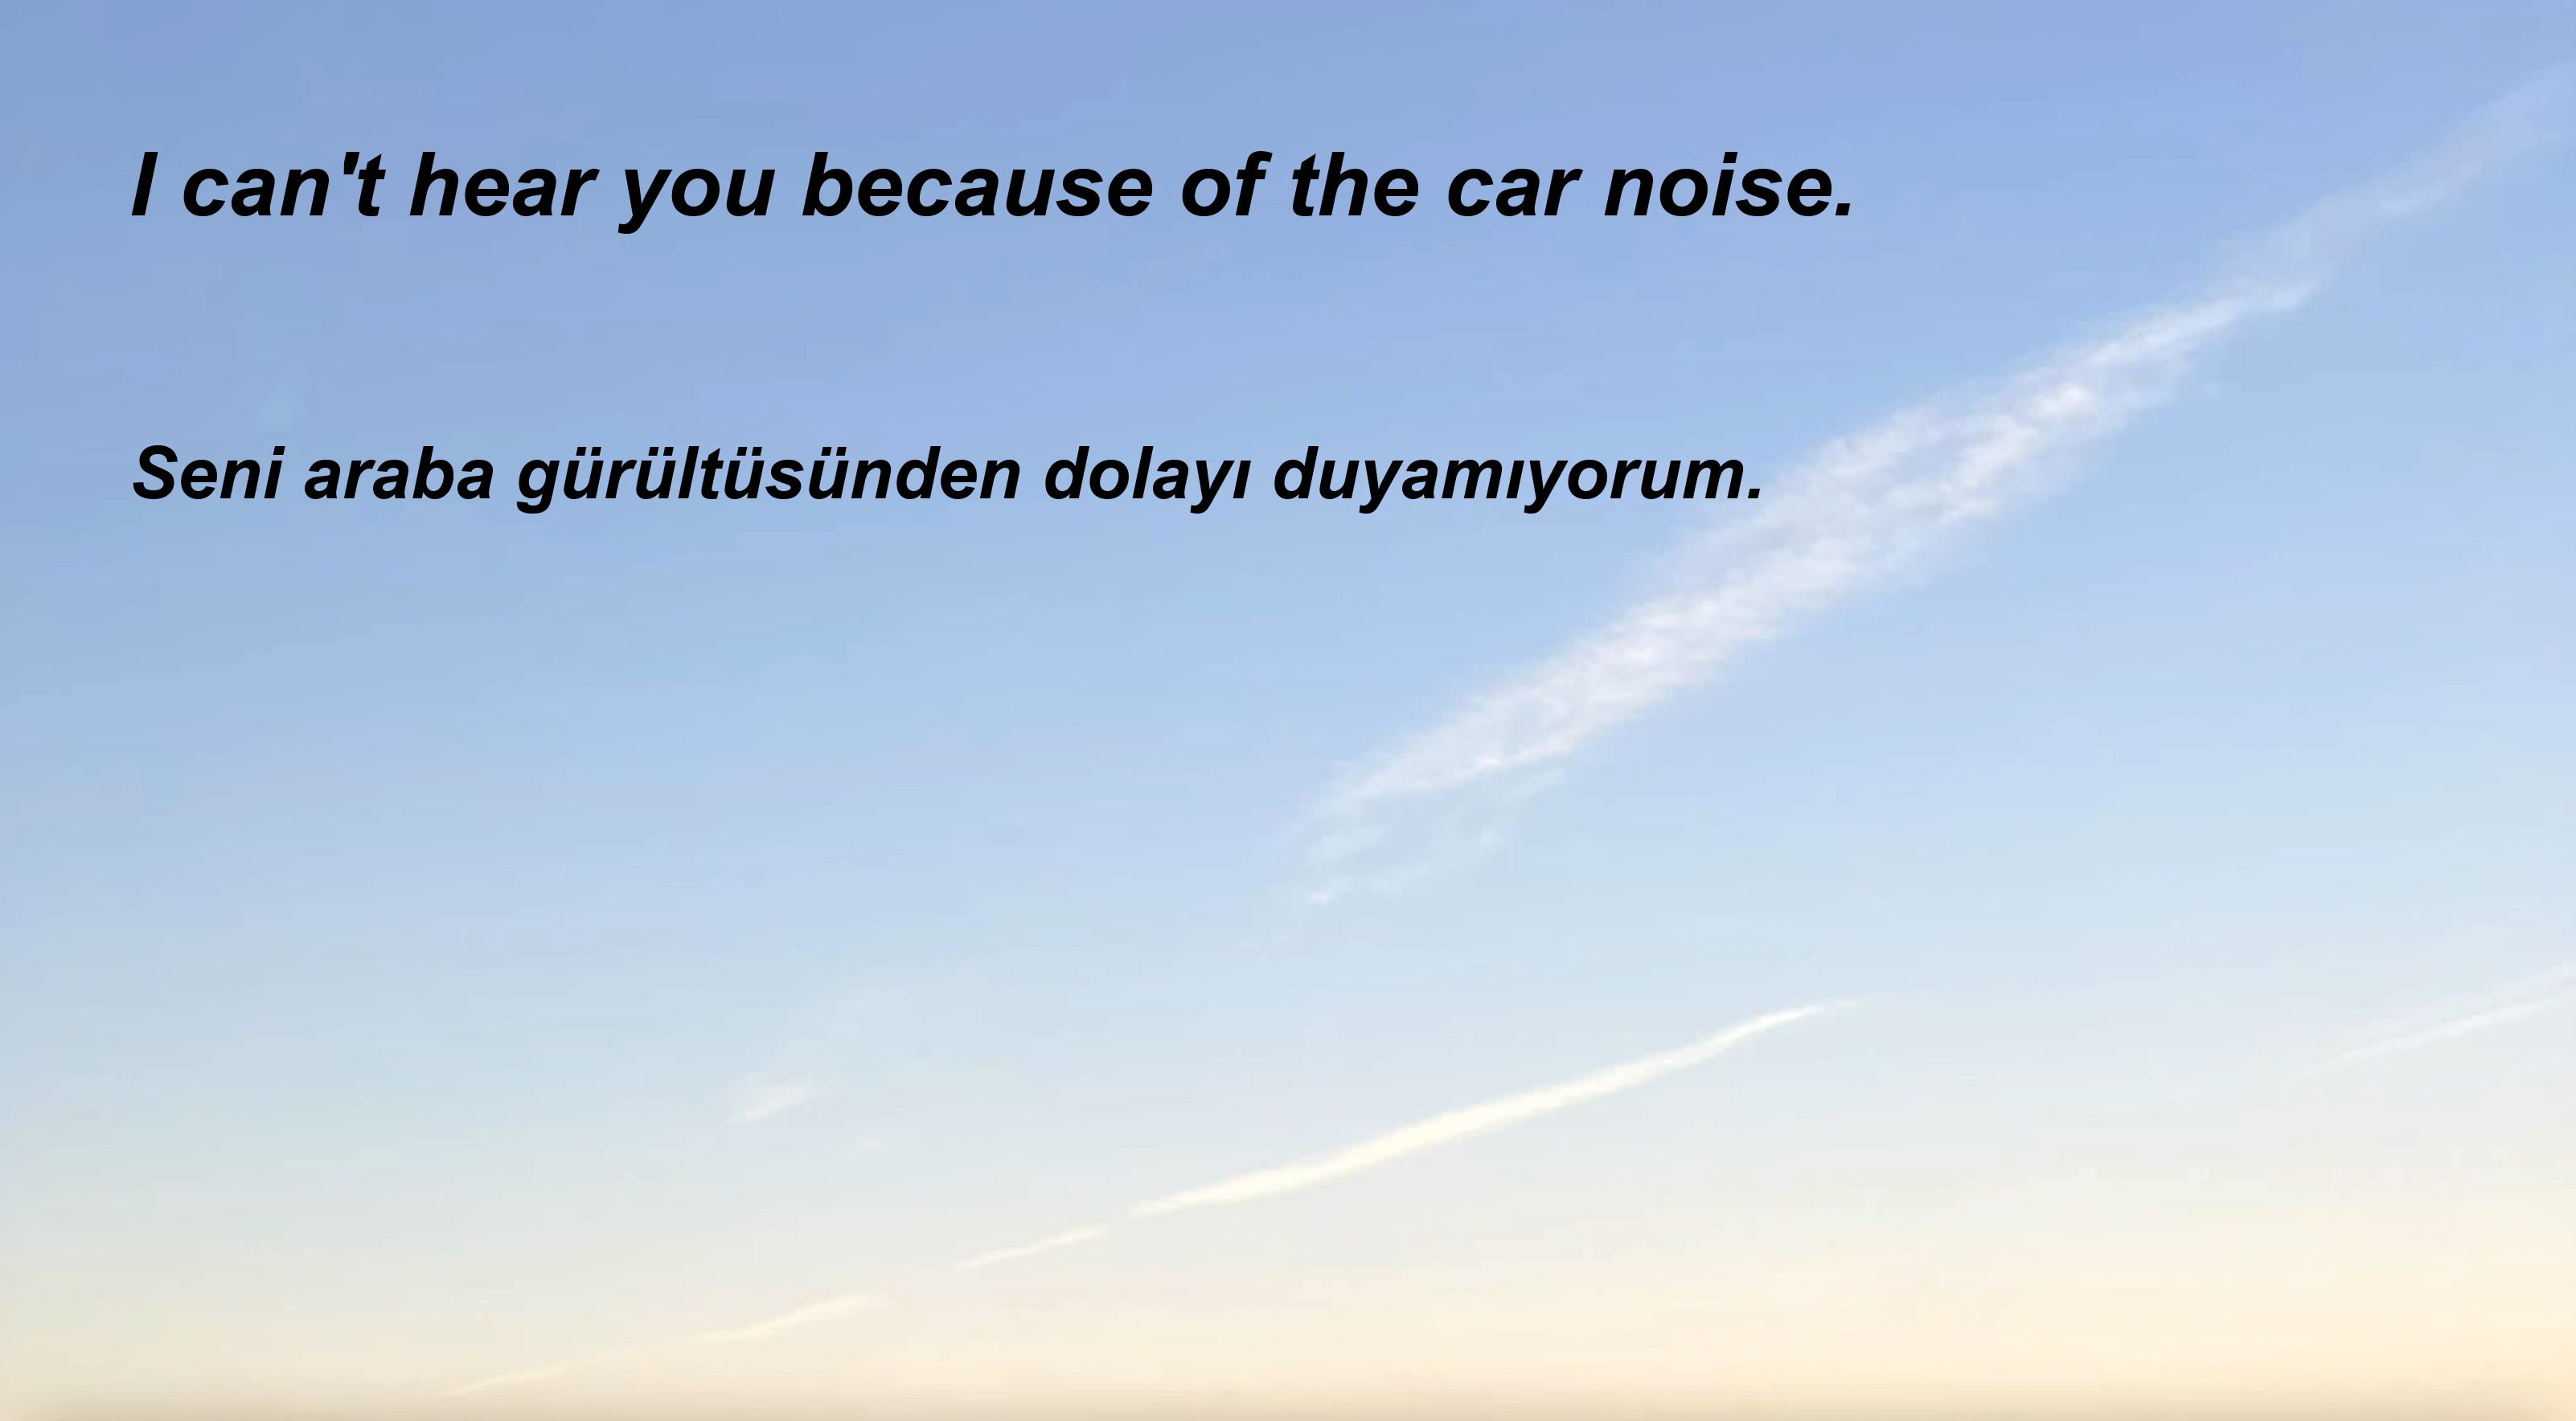 I can't hear you because of the car noise.
Seni araba gürültüsünden dolayı duyamıyorum.